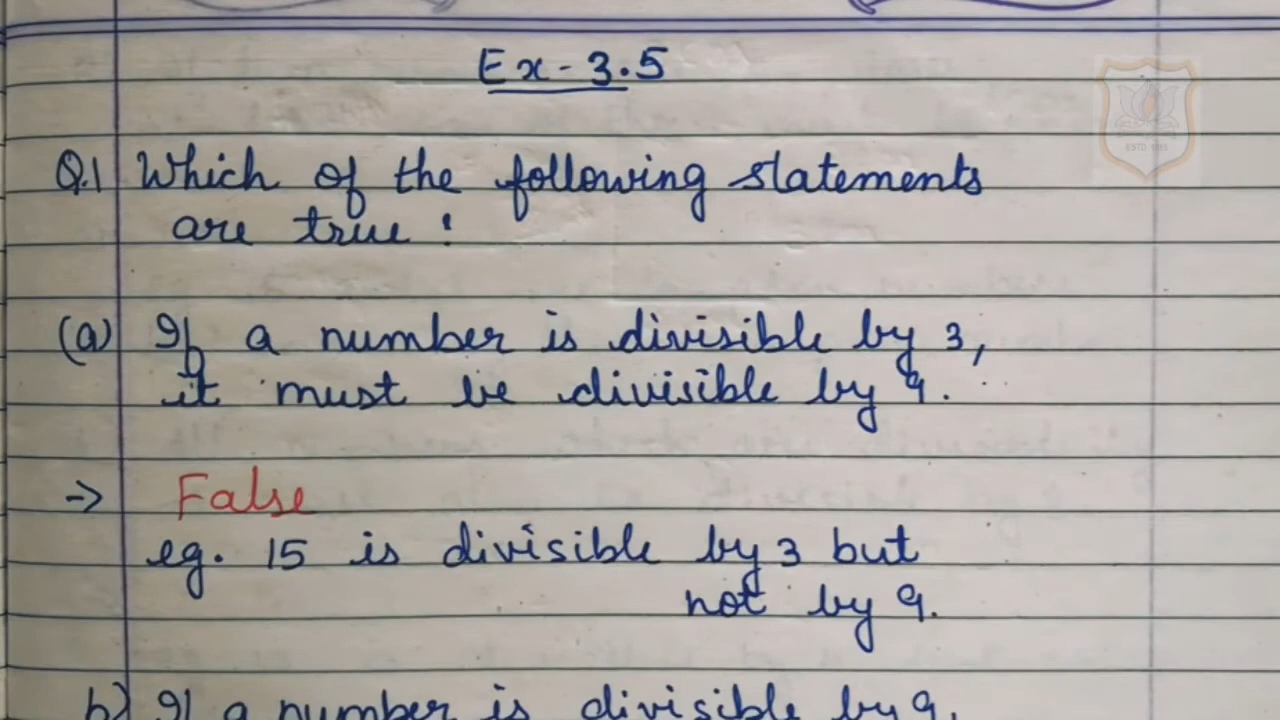 Ex - 3.5
Q.1 Which of the following statements
are true :
(a) If a number is divisible by 3,
it must be divisible by 9.
-> False
eg. 15 is divisible by 3 but
not by 9.
b) If a number is divisible by 9,
ESTD.